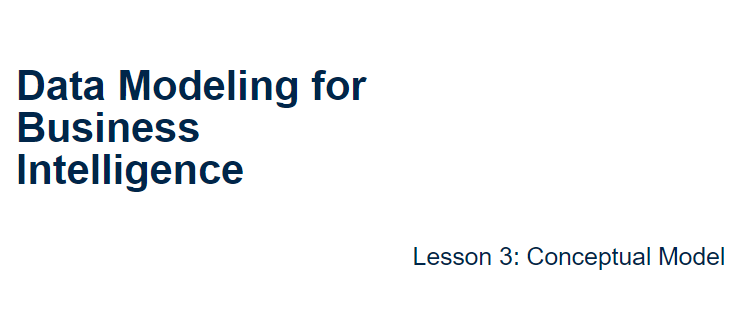 Data Modeling for
Business
Intelligence
Lesson 3: Conceptual Model